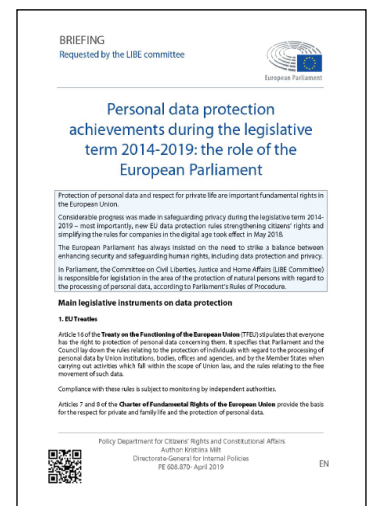 BRIEFING
Requested by the LIBE committee
European Parliament
Personal data protection
achievements during the legislative
term 2014-2019: the role of the
European Parliament
Protection of personal data and respect for private life are important fundamental rights in
the European Union.
Considerable progress was made in safeguarding privacy during the legislative term 2014-
2019 – most importantly, new EU data protection rules strengthening citizens' rights and
simplifying the rules for companies in the digital age took effect in May 2018.
The European Parliament has always insisted on the need to strike a balance between
enhancing security and safeguarding human rights, including data protection and privacy.
In Parliament, the Committee on Civil Liberties, Justice and Home Affairs (LIBE Committee)
is responsible for legislation in the area of the protection of natural persons with regard to
the processing of personal data, according to Parliament's Rules of Procedure.
Main legislative instruments on data protection
1. EU Treaties
Article 16 of the Treaty on the Functioning of the European Union (TFEU) stipulates that everyone
has the right to protection of personal data concerning them. It specifies that Parliament and the
Council lay down the rules relating to the protection of individuals with regard to the processing of
personal data by Union institutions, bodies, offices and agencies, and by the Member States when
carrying out activities which fall within the scope of Union law, and the rules relating to the free
movement of such data.
Compliance with these rules is subject to monitoring by independent authorities.
Articles 7 and 8 of the Charter of Fundamental Rights of the European Union provide the basis
for the respect for private and family life and the protection of personal data.
Policy Department for Citizens' Rights and Constitutional Affairs
Author: Kristiina Milt
Directorate-General for Internal Policies
PE 608.870- April 2019
EN